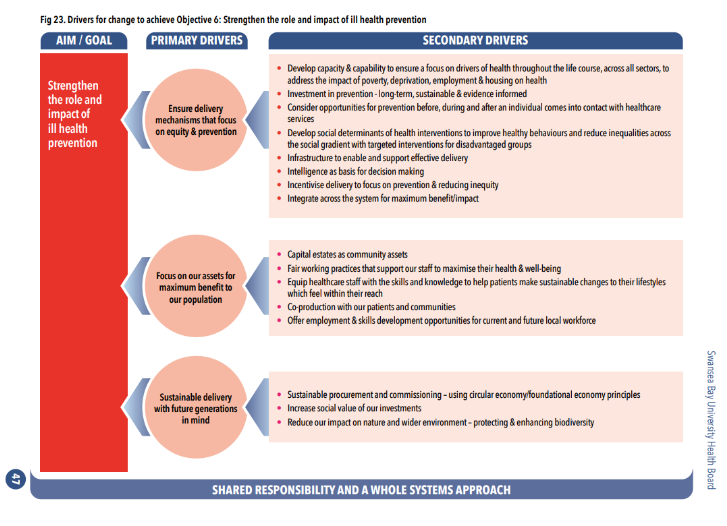 Fig 23. Drivers for change to achieve Objective 6: Strengthen the role and impact of ill health prevention
AIM / GOAL
PRIMARY DRIVERS
SECONDARY DRIVERS
Strengthen
the role and
impact of
ill health
prevention
Ensure delivery
mechanisms that focus
on equity & prevention
• Develop capacity & capability to ensure a focus on drivers of health throughout the life course, across all sectors, to
address the impact of poverty, deprivation, employment & housing on health
• Investment in prevention - long-term, sustainable & evidence informed
• Consider opportunities for prevention before, during and after an individual comes into contact with healthcare
services
• Develop social determinants of health interventions to improve healthy behaviours and reduce inequalities across
the social gradient with targeted interventions for disadvantaged groups
• Infrastructure to enable and support effective delivery
• Intelligence as basis for decision making
• Incentivise delivery to focus on prevention & reducing inequity
• Integrate across the system for maximum benefit/impact
Focus on our assets for
maximum benefit to
our population
• Capital estates as community assets
• Fair working practices that support our staff to maximise their health & well-being
• Equip healthcare staff with the skills and knowledge to help patients make sustainable changes to their lifestyles
which feel within their reach
• Co-production with our patients and communities
• Offer employment & skills development opportunities for current and future local workforce
Sustainable delivery
with future generations
in mind
• Sustainable procurement and commissioning – using circular economy/foundational economy principles
• Increase social value of our investments
• Reduce our impact on nature and wider environment – protecting & enhancing biodiversity
SHARED RESPONSIBILITY AND A WHOLE SYSTEMS APPROACH
47
Swansea Bay University Health Board